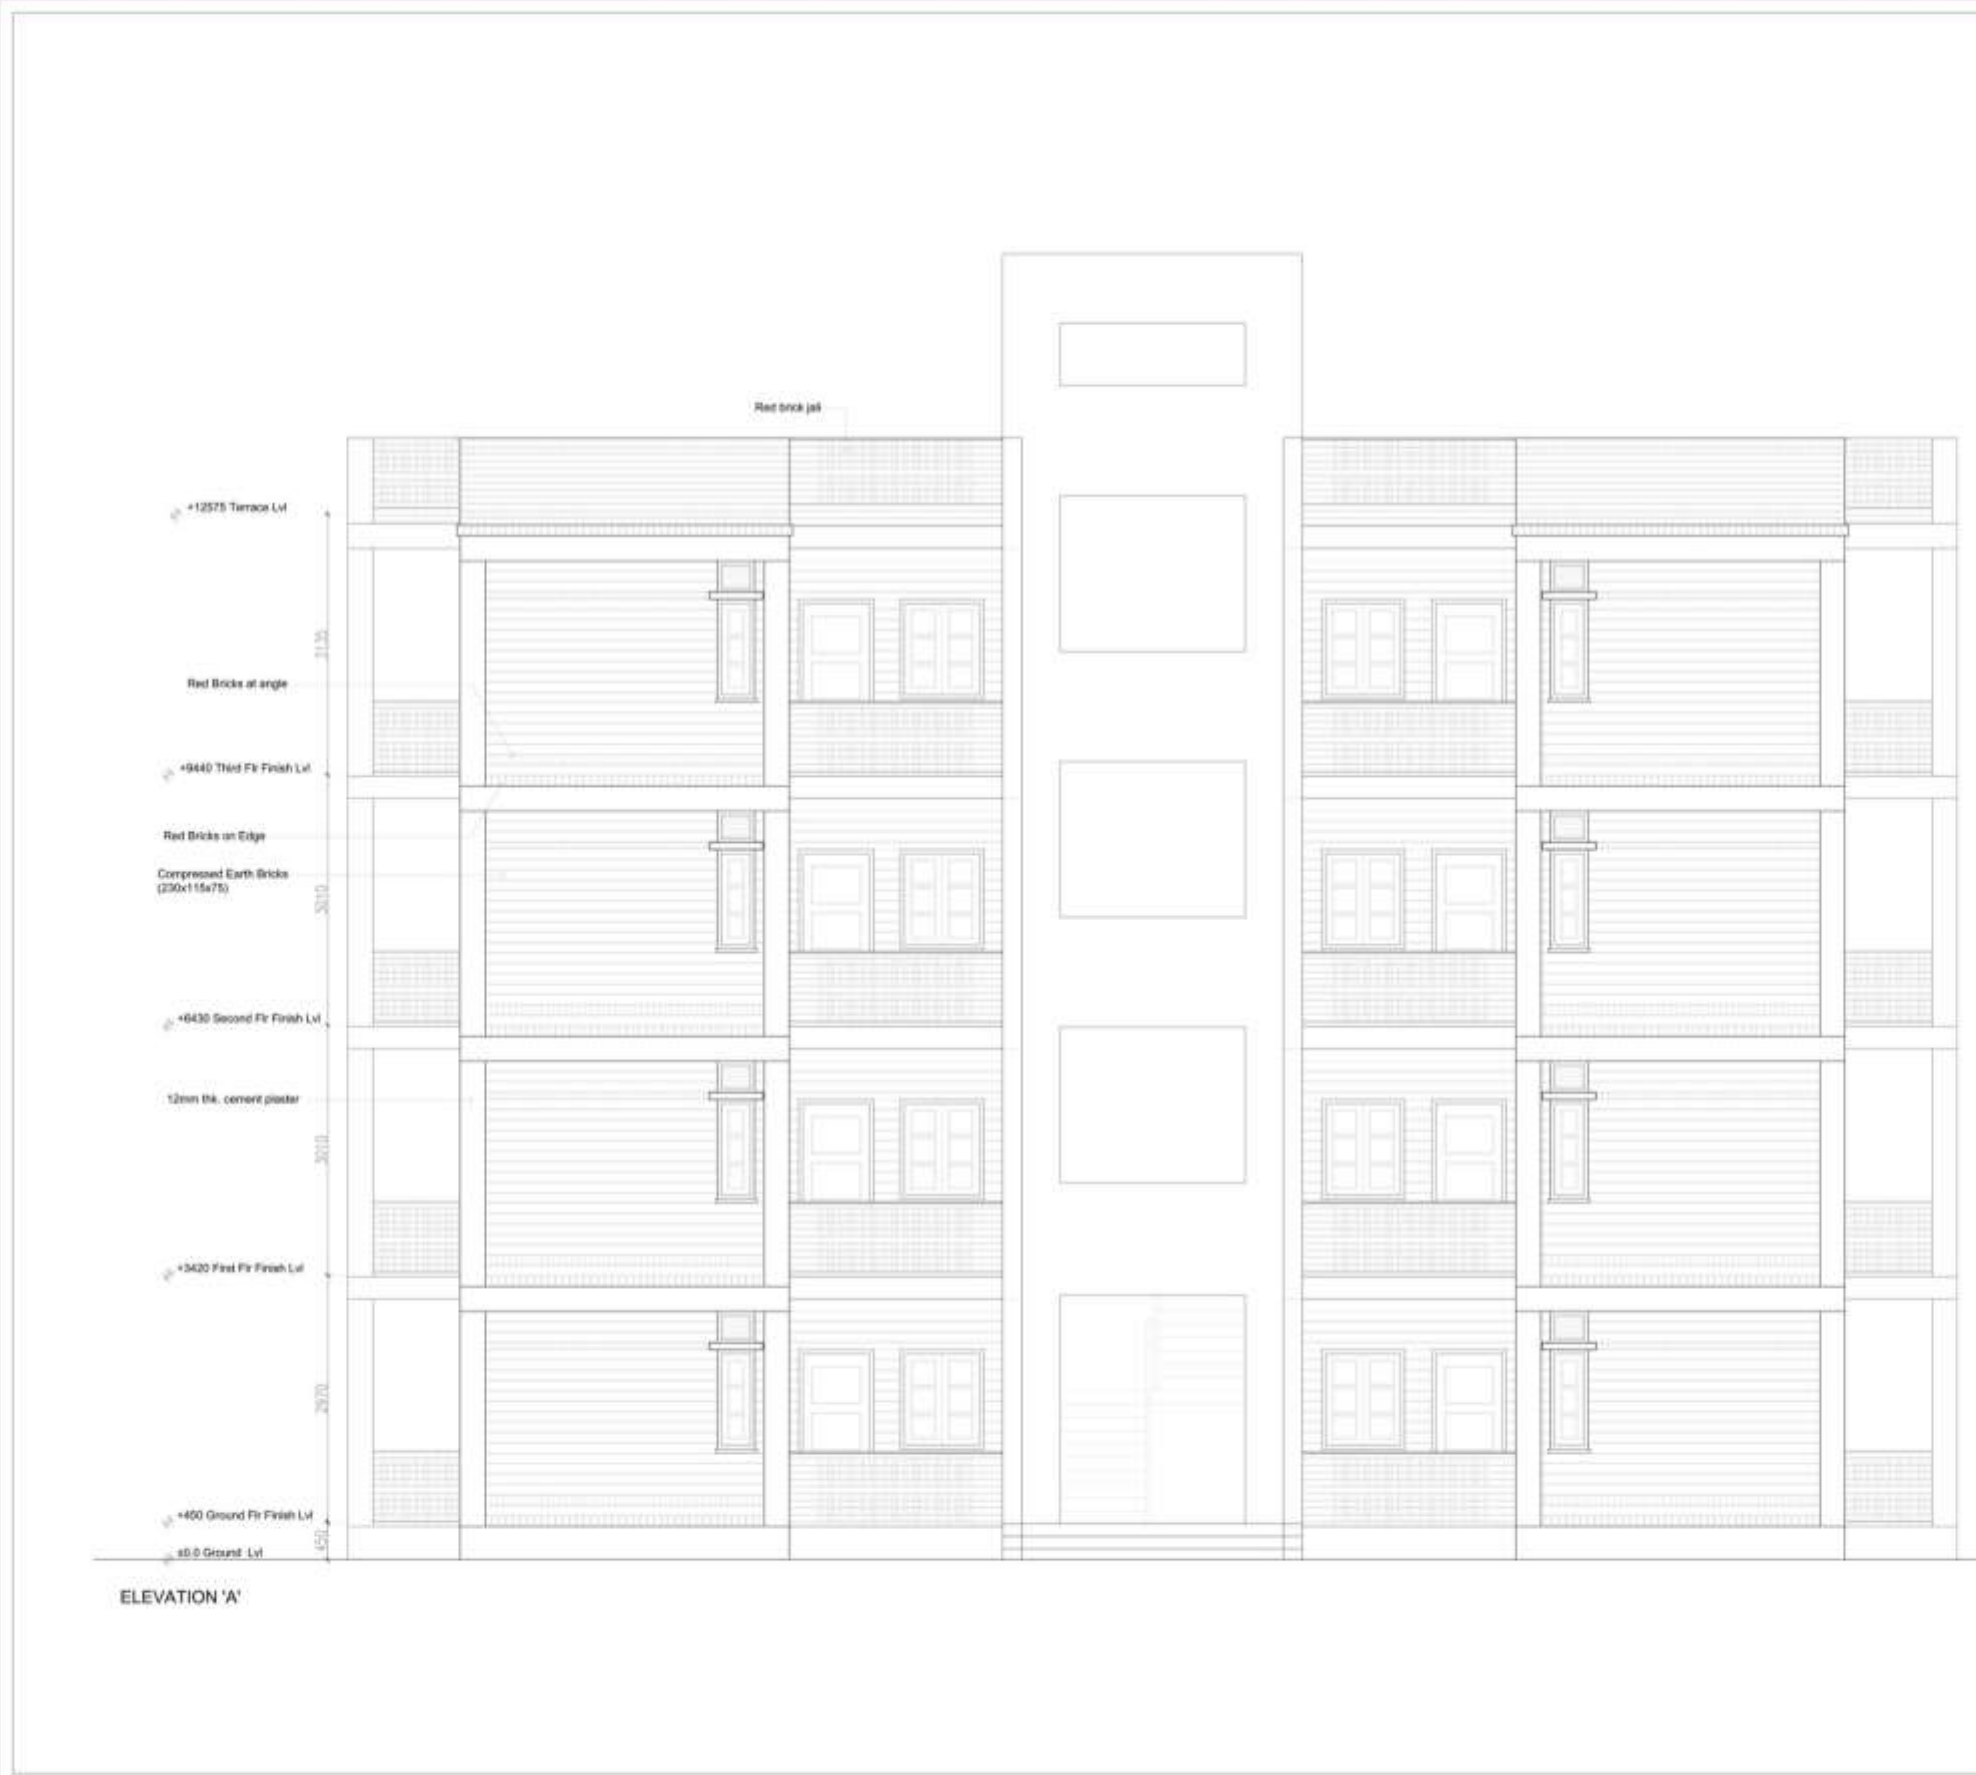 Red brick jali
+12575 Terrace Lvl
3135
Red Bricks at angle
+9440 Third Flr Finish Lvl
Red Bricks on Edge
Compressed Earth Bricks
(230x115x75)
3010
+6430 Second Flr Finish Lvl
12mm thk. cement plaster
3010
+3420 First Flr Finish Lvl
2970
+450 Ground Flr Finish Lvl
450
±0.0 Ground Lvl
ELEVATION 'A'